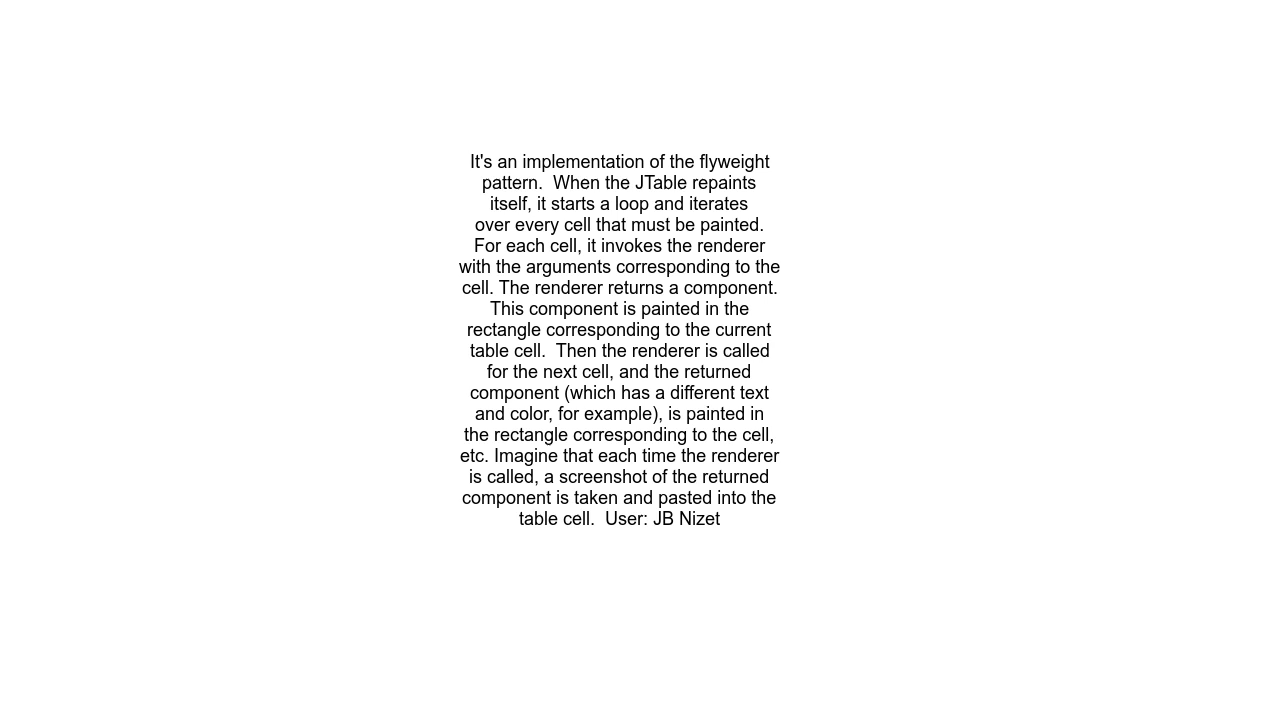 It's an implementation of the flyweight
pattern.  When the JTable repaints
itself, it starts a loop and iterates
over every cell that must be painted.
For each cell, it invokes the renderer
with the arguments corresponding to the
cell. The renderer returns a component.
This component is painted in the
rectangle corresponding to the current
table cell.  Then the renderer is called
for the next cell, and the returned
component (which has a different text
and color, for example), is painted in
the rectangle corresponding to the cell,
etc. Imagine that each time the renderer
is called, a screenshot of the returned
component is taken and pasted into the
table cell.  User: JB Nizet